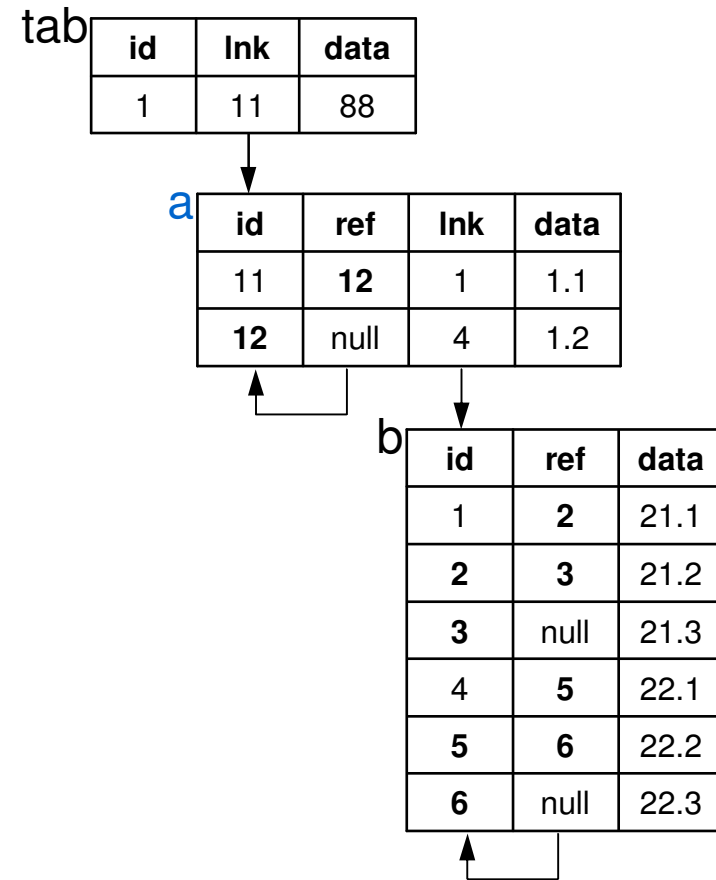 tab
id lnk data
1 11 88
a
id ref lnk data
11 12 1 1.1
12 null 4 1.2
b
id ref data
1 2 21.1
2 3 21.2
3 null 21.3
4 5 22.1
5 6 22.2
6 null 22.3